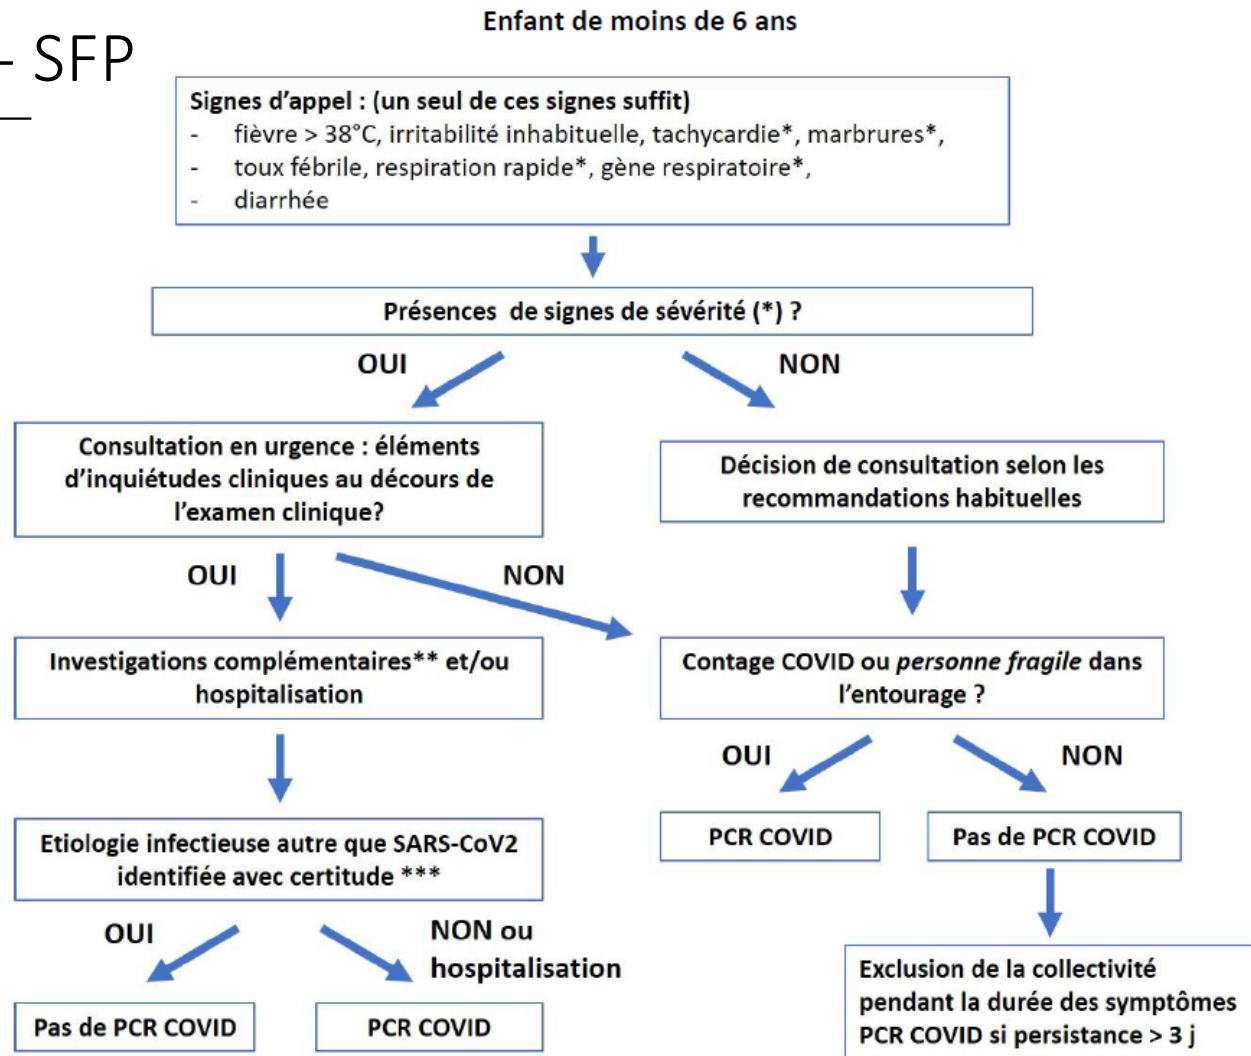 Enfant de moins de 6 ans
- SFP
Signes d'appel : (un seul de ces signes suffit)
- fièvre > 38°C, irritabilité inhabituelle, tachycardie*, marbrures*,
- toux fébrile, respiration rapide*, gène respiratoire*,
- diarrhée
Présences de signes de sévérité (*) ?
OUI
NON
Consultation en urgence : éléments
d'inquiétudes cliniques au décours de
l'examen clinique?
Décision de consultation selon les
recommandations habituelles
OUI
NON
Investigations complémentaires** et/ou
hospitalisation
Contage COVID ou personne fragile dans
l'entourage ?
OUI
NON
Etiologie infectieuse autre que SARS-CoV2
identifiée avec certitude ***
PCR COVID
Pas de PCR COVID
OUI
NON ou
hospitalisation
Pas de PCR COVID
PCR COVID
Exclusion de la collectivité
pendant la durée des symptômes
PCR COVID si persistance > 3 j